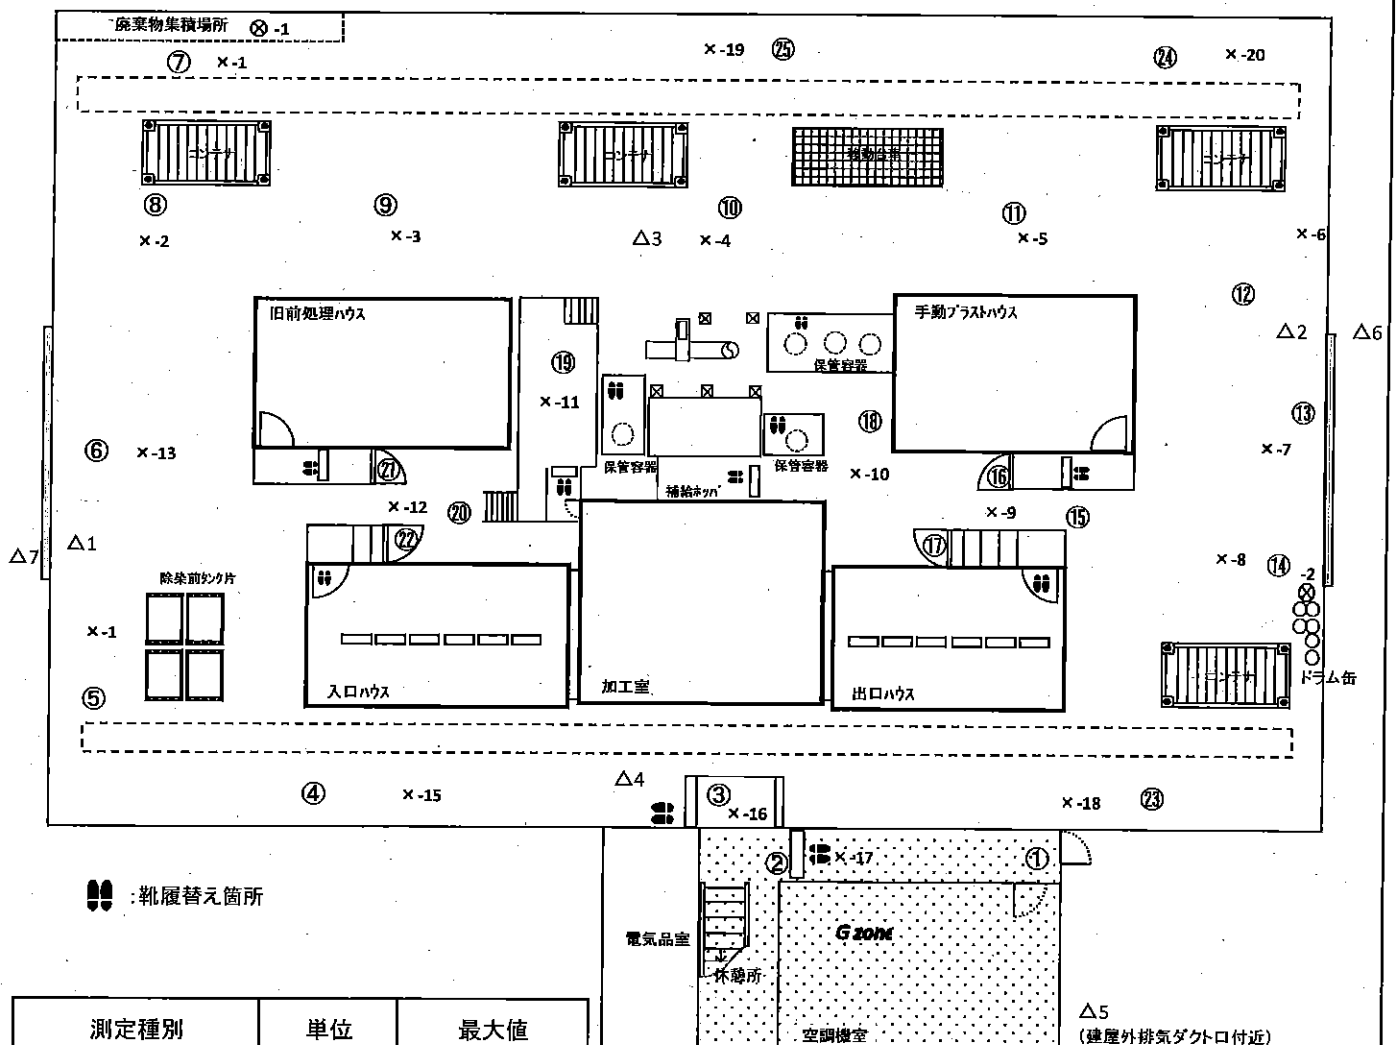 廃棄物集積場所 ⊗ -1
⑦ ×-1
×-19 ㉕
㉔ ×-20
コンテナ
コンテナ
移動台車
コンテナ
⑧
⑨
⑩
⑪
×-2
×-3
△3 ×-4
×-5
×-6
⑫
旧前処理ハウス
手動ブラストハウス
△2 △6
⑲
保管容器
×-11
⑱
⑬
⑥ ×-13
×-7
㉑
保管容器
保管容器
×-10
⑯
補給ホッパ
×-12 ⑳
×-9 ⑮
㉒
⑰
△7 △1
×-8 ⑭ -2
⊗
除染前タンク片
×-1
入口ハウス
加工室
出口ハウス
コンテナ
ドラム缶
⑤
④ ×-15
△4
③ ×-16
×-18 ㉓
② ×-17
①
:靴履替え箇所
電気品室
G zone
休憩所
測定種別 単位 最大値
空調機室
△5
(建屋外排気ダクト口付近)